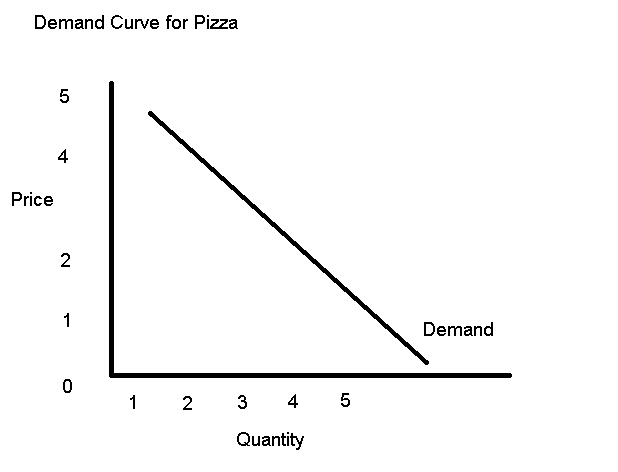 Demand Curve for Pizza
5
4
Price
2
1
Demand
0
1 2 3 4 5
Quantity